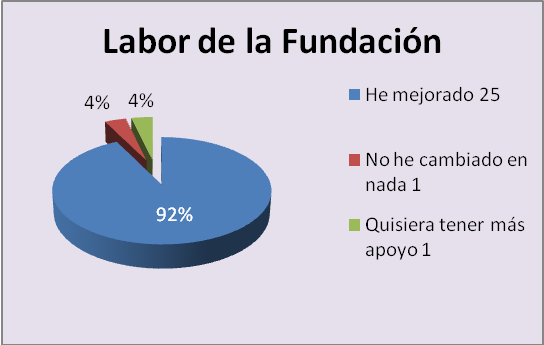 Labor de la Fundación
4%
4%
92%
He mejorado 25
No he cambiado en
nada 1
Quisiera tener más
apoyo 1